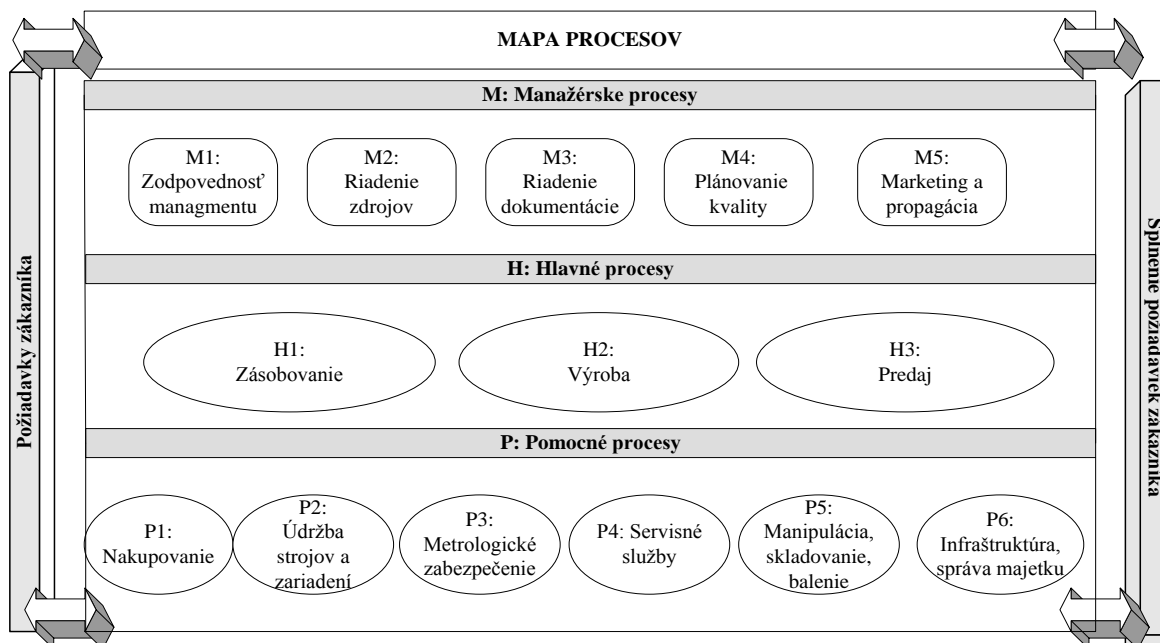 MAPA PROCESOV
M: Manažérske procesy
M1:
Zodpovednosť
managmentu
M2:
Riadenie
zdrojov
M3:
Riadenie
dokumentácie
M4:
Plánovanie
kvality
M5:
Marketing a
propagácia
H: Hlavné procesy
H1:
Zásobovanie
H2:
Výroba
H3:
Predaj
P: Pomocné procesy
P1:
Nakupovanie
P2:
Údržba
strojov a
zariadení
P3:
Metrologické
zabezpečenie
P4: Servisné
služby
P5:
Manipulácia,
skladovanie,
balenie
P6:
Infraštruktúra,
správa majetku
Požiadavky zákazníka
Splnenie požiadaviek zákazníka